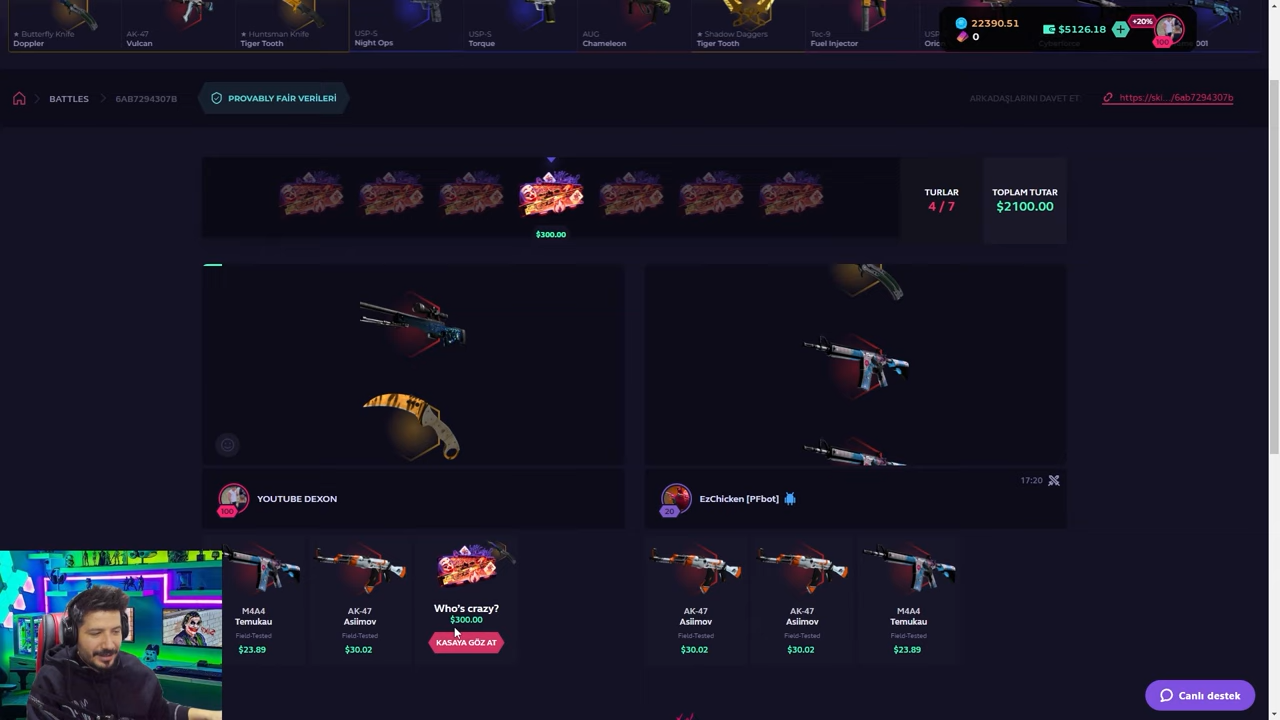 ★ Butterfly Knife
Doppler
AK-47
Vulcan
★ Huntsman Knife
Tiger Tooth
USP-S
Night Ops
USP-S
Torque
AUG
Chameleon
★ Shadow Daggers
Tiger Tooth
Tec-9
Fuel Injector
22390.51
0
$5126.18
+20%
100
BATTLES
6AB7294307B
PROVABLY FAİR VERİLERİ
ARKADAŞLARINI DAVET ET:
https://ski.../6ab7294307b
$300.00
TURLAR
4 / 7
TOPLAM TUTAR
$2100.00
100
YOUTUBE DEXON
20
EzChicken [PFbot]
17:20
M4A4
Temukau
Field-Tested
$23.89
AK-47
Asiimov
Field-Tested
$30.02
Who's crazy?
$300.00
KASAYA GÖZ AT
AK-47
Asiimov
Field-Tested
$30.02
AK-47
Asiimov
Field-Tested
$30.02
M4A4
Temukau
Field-Tested
$23.89
Canlı destek